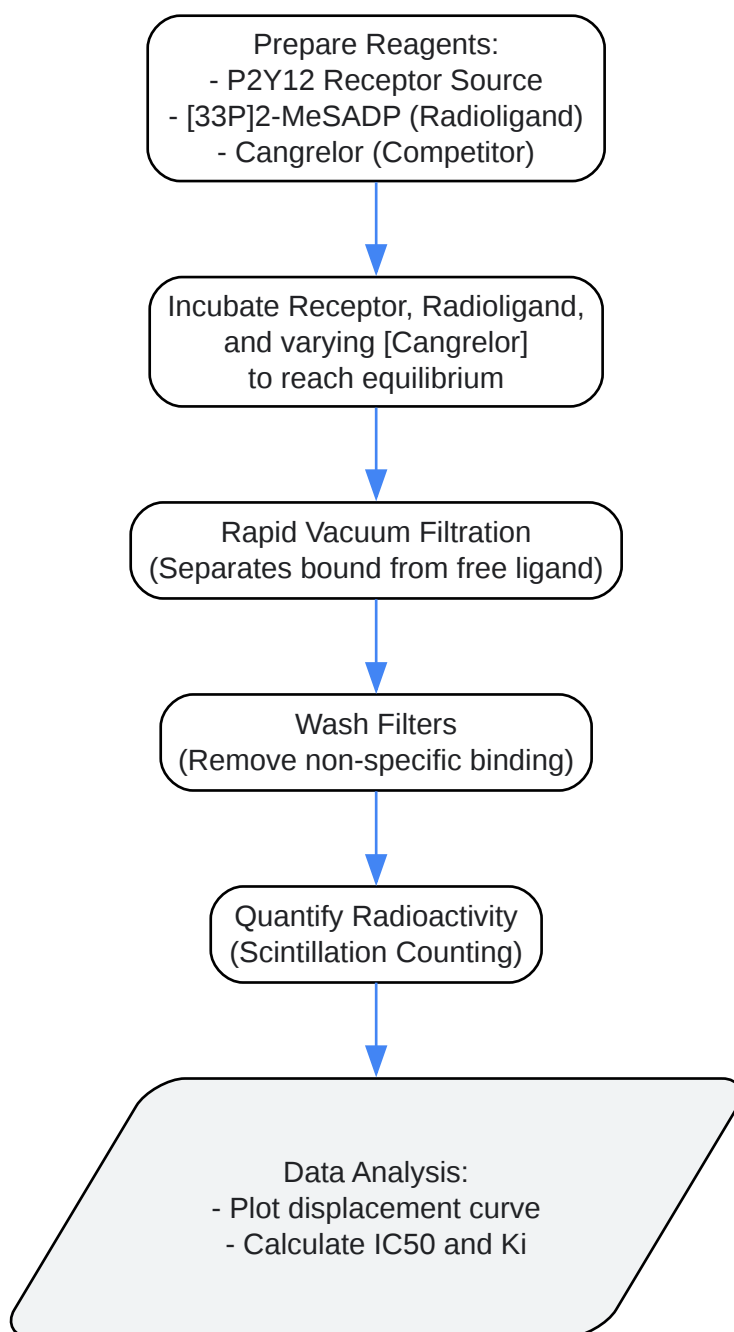 Prepare Reagents:
- P2Y12 Receptor Source
- [33P]2-MeSADP (Radioligand)
- Cangrelor (Competitor)
Incubate Receptor, Radioligand,
and varying [Cangrelor]
to reach equilibrium
Rapid Vacuum Filtration
(Separates bound from free ligand)
Wash Filters
(Remove non-specific binding)
Quantify Radioactivity
(Scintillation Counting)
Data Analysis:
- Plot displacement curve
- Calculate IC50 and Ki